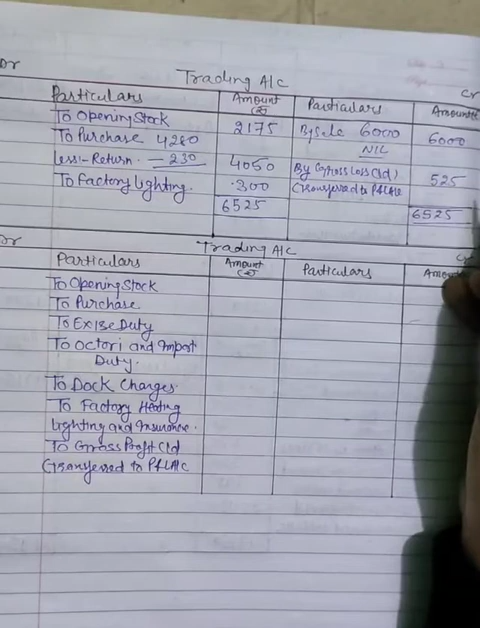 Dr Trading A/c Cr
Particulars Amount (₹) Particulars Amount(₹)
To Opening Stock 2175 By Sale 6000 6000
To Purchase 4280 NIL
Less:- Return. — 230 4050 By Gross Loss C/d) 525
To Factory Lighting. 300 (Transferred to P&L A/c
6525 6525
Dr Trading A/c Cr
Particulars Amount (₹) Particulars
To Opening Stock
To Purchase
To Exise Duty
To Octori and Import
Duty.
To Dock Charges.
To Factory Heating
Lighting and Insurance.
To Gross Profit C/d
(Transferred to P&L A/c